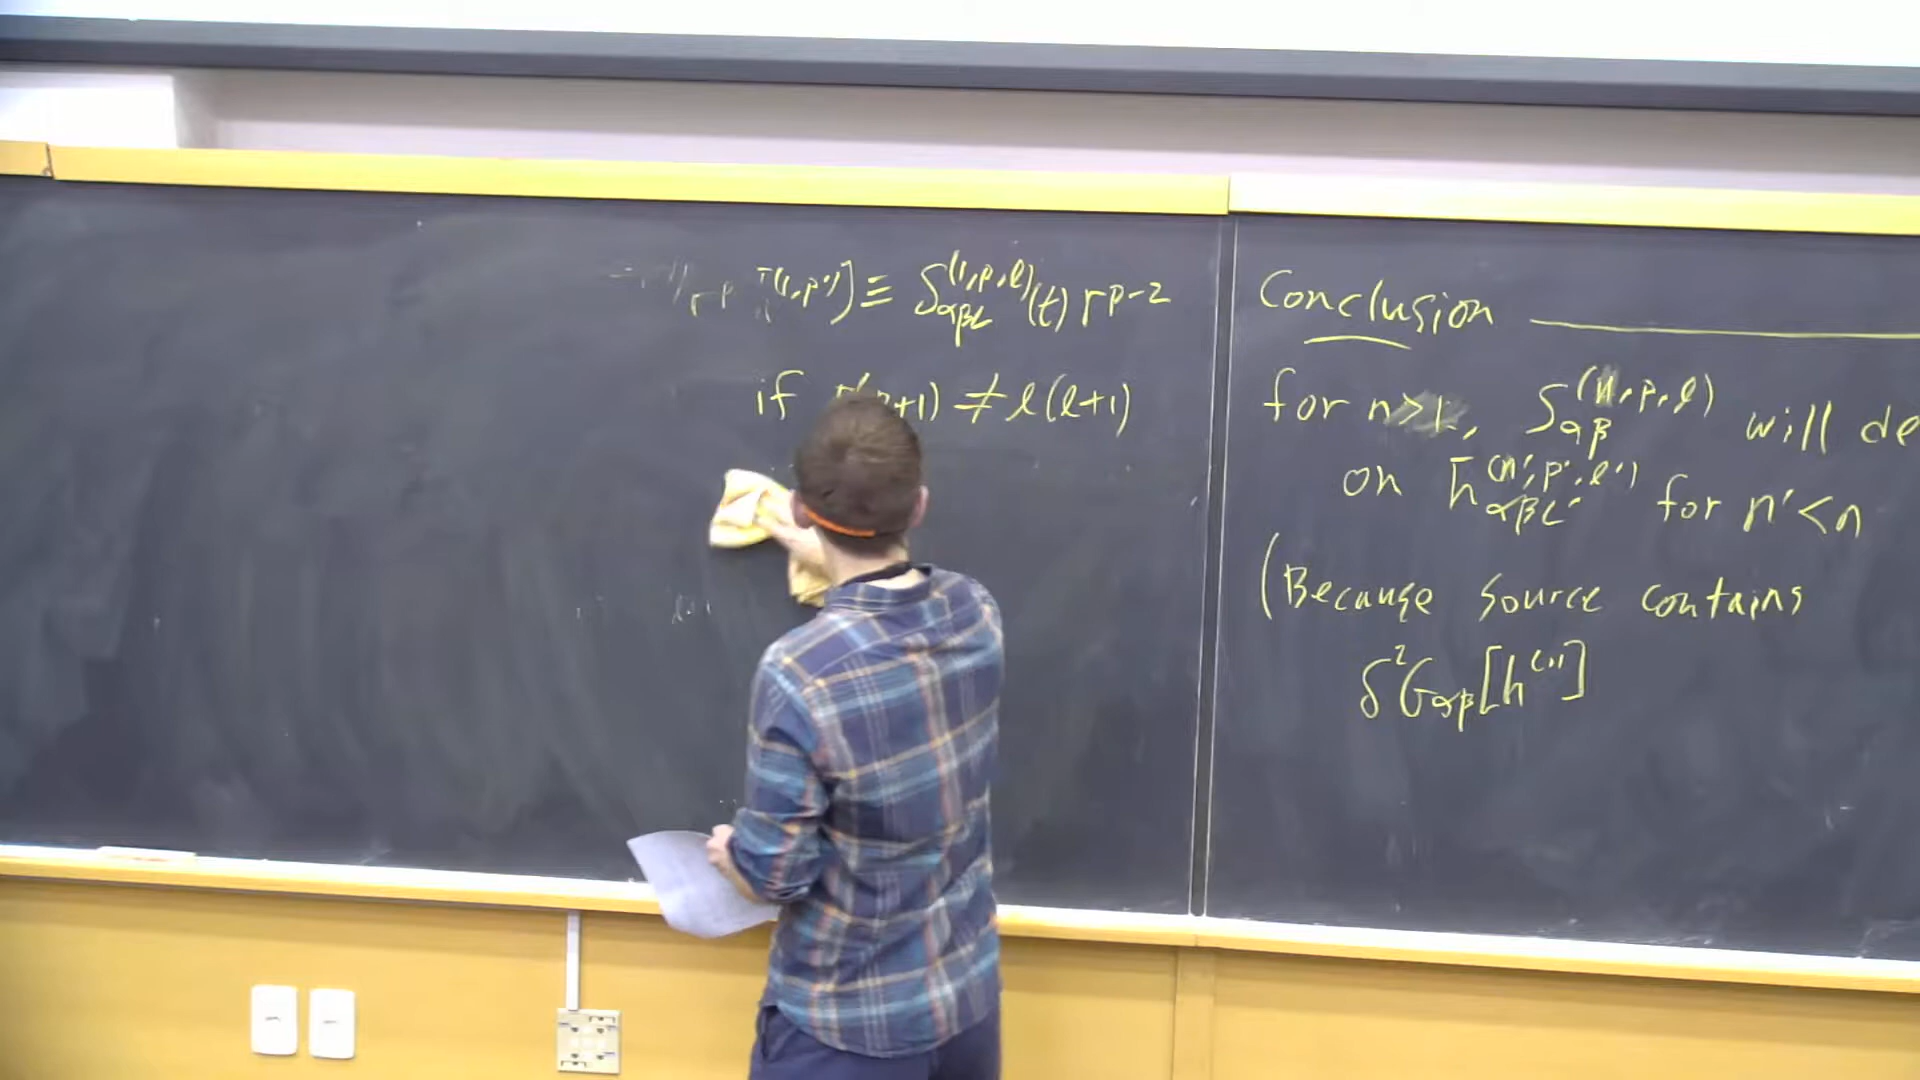 ] ≡ S_{αβL}^{(1,p,ℓ)}(t) r^{p-2}
if +1) ≠ ℓ(ℓ+1)
Conclusion
for n>1, S_{αβ}^{(n,p,ℓ)} will de
on h̄_{αβL'}^{(n',p',ℓ')} for n'<n
(Because source contains
δ²G_{αβ}[h^{(1)}]